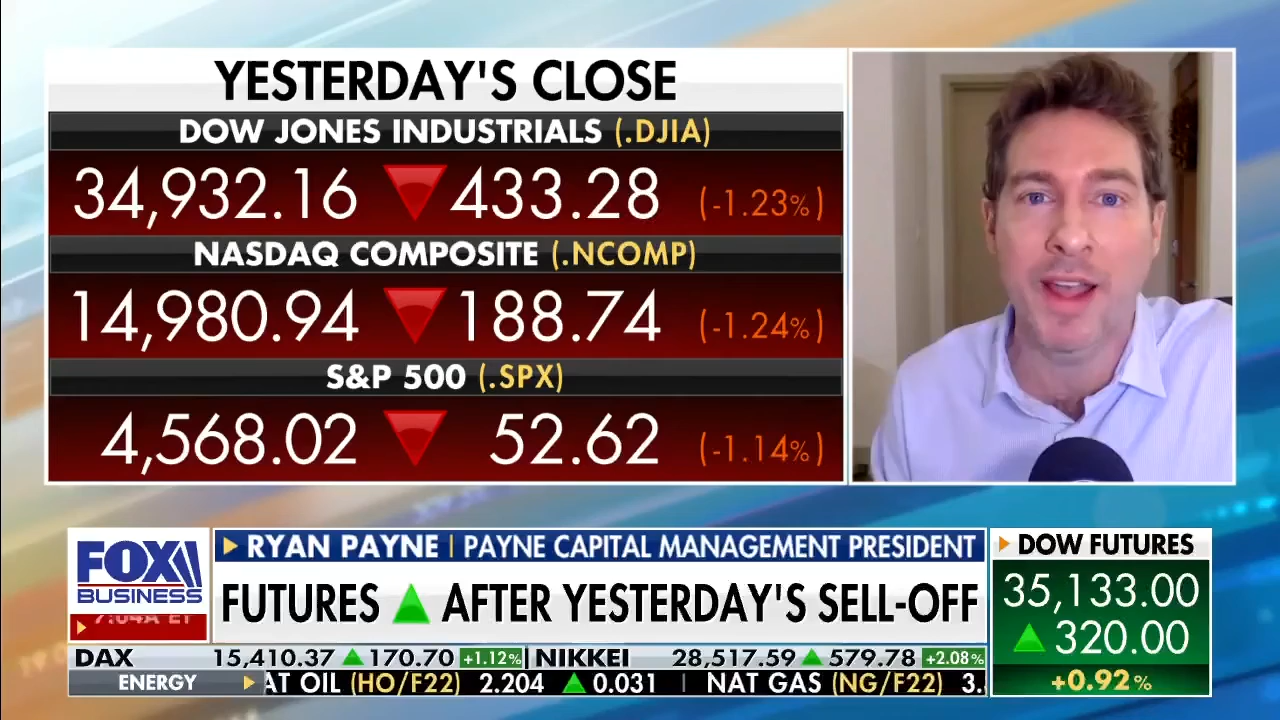 YESTERDAY'S CLOSE
DOW JONES INDUSTRIALS (.DJIA)
34,932.16 ▼ 433.28 (-1.23%)
NASDAQ COMPOSITE (.NCOMP)
14,980.94 ▼ 188.74 (-1.24%)
S&P 500 (.SPX)
4,568.02 ▼ 52.62 (-1.14%)
FOX BUSINESS
RYAN PAYNE | PAYNE CAPITAL MANAGEMENT PRESIDENT
FUTURES ▲ AFTER YESTERDAY'S SELL-OFF
DOW FUTURES
35,133.00
▲ 320.00
+0.92%
DAX 15,410.37 ▲ 170.70 +1.12% NIKKEI 28,517.59 ▲ 579.78 +2.08%
ENERGY AT OIL (HO/F22) 2.204 ▲ 0.031 | NAT GAS (NG/F22) 3.